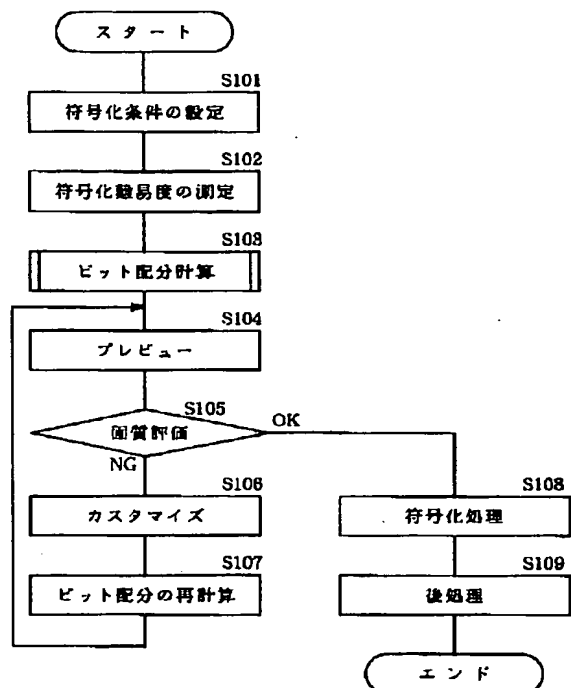 スタート
S101
符号化条件の設定
S102
符号化難易度の測定
S103
ビット配分計算
S104
プレビュー
S105
画質評価
OK
NG
S106
カスタマイズ
S107
ビット配分の再計算
S108
符号化処理
S109
後処理
エンド